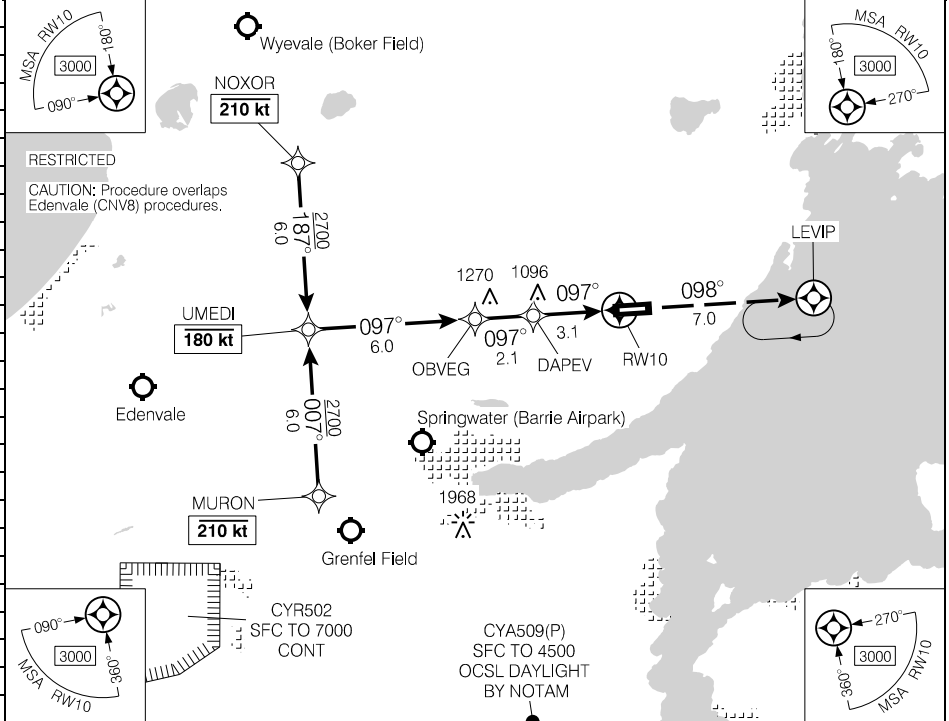 MSA RW10
180°
3000
090°
Wyevale (Boker Field)
NOXOR
210 kt
MSA RW10
180°
3000
270°
RESTRICTED
CAUTION: Procedure overlaps
Edenvale (CNV8) procedures.
2700
187°
6.0
LEVIP
UMEDI
180 kt
1270
1096
097°
098°
7.0
097°
6.0
097°
2.1
3.1
OBVEG
DAPEV
RW10
Edenvale
2700
007°
6.0
Springwater (Barrie Airpark)
MURON
210 kt
1968
Grenfel Field
CYR502
SFC TO 7000
CONT
CYA509(P)
SFC TO 4500
OCSL DAYLIGHT
BY NOTAM
090°
3000
360°
MSA RW10
270°
3000
360°
MSA RW10